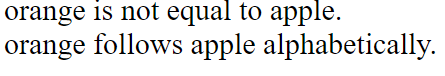 orange is not equal to apple.
orange follows apple alphabetically.